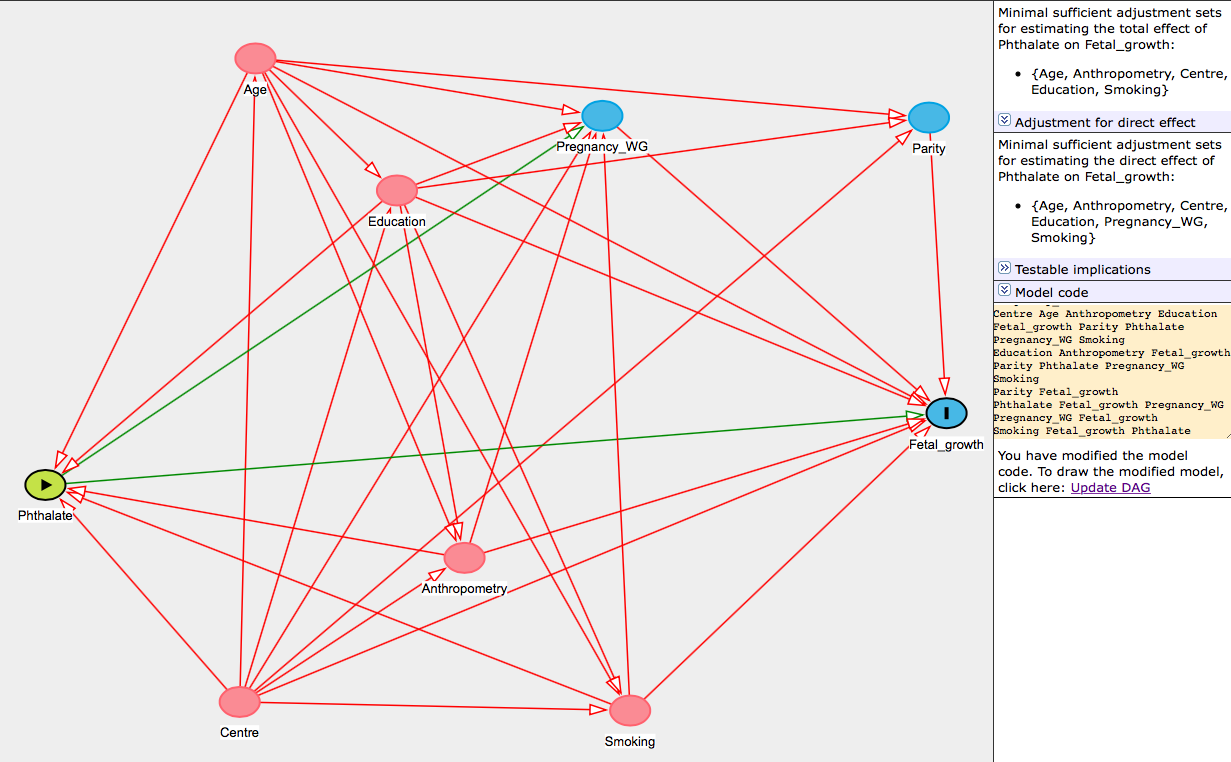 Age
Pregnancy_WG
Parity
Education
Fetal_growth
Phthalate
Anthropometry
Centre
Smoking
Minimal sufficient adjustment sets
for estimating the total effect of
Phthalate on Fetal_growth:
• {Age, Anthropometry, Centre,
Education, Smoking}
Adjustment for direct effect
Minimal sufficient adjustment sets
for estimating the direct effect of
Phthalate on Fetal_growth:
• {Age, Anthropometry, Centre,
Education, Pregnancy_WG,
Smoking}
Testable implications
Model code
Centre Age Anthropometry Education
Fetal_growth Parity Phthalate
Pregnancy_WG Smoking
Education Anthropometry Fetal_growth
Parity Phthalate Pregnancy_WG
Smoking
Parity Fetal_growth
Phthalate Fetal_growth Pregnancy_WG
Pregnancy_WG Fetal_growth
Smoking Fetal_growth Phthalate
You have modified the model
code. To draw the modified model,
click here: Update DAG